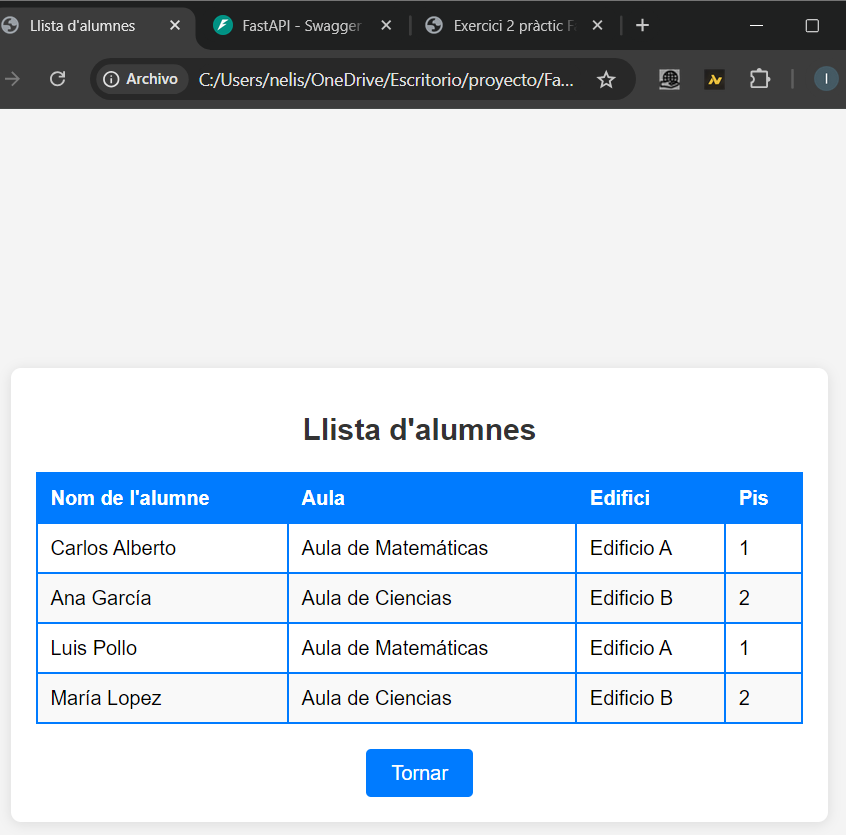 Llista d'alumnes
FastAPI - Swagger
Exercici 2 pràctic F
Archivo
C:/Users/nelis/OneDrive/Escritorio/proyecto/Fa...
I
Llista d'alumnes
Nom de l'alumne Aula Edifici Pis
Carlos Alberto Aula de Matemáticas Edificio A 1
Ana García Aula de Ciencias Edificio B 2
Luis Pollo Aula de Matemáticas Edificio A 1
María Lopez Aula de Ciencias Edificio B 2
Tornar